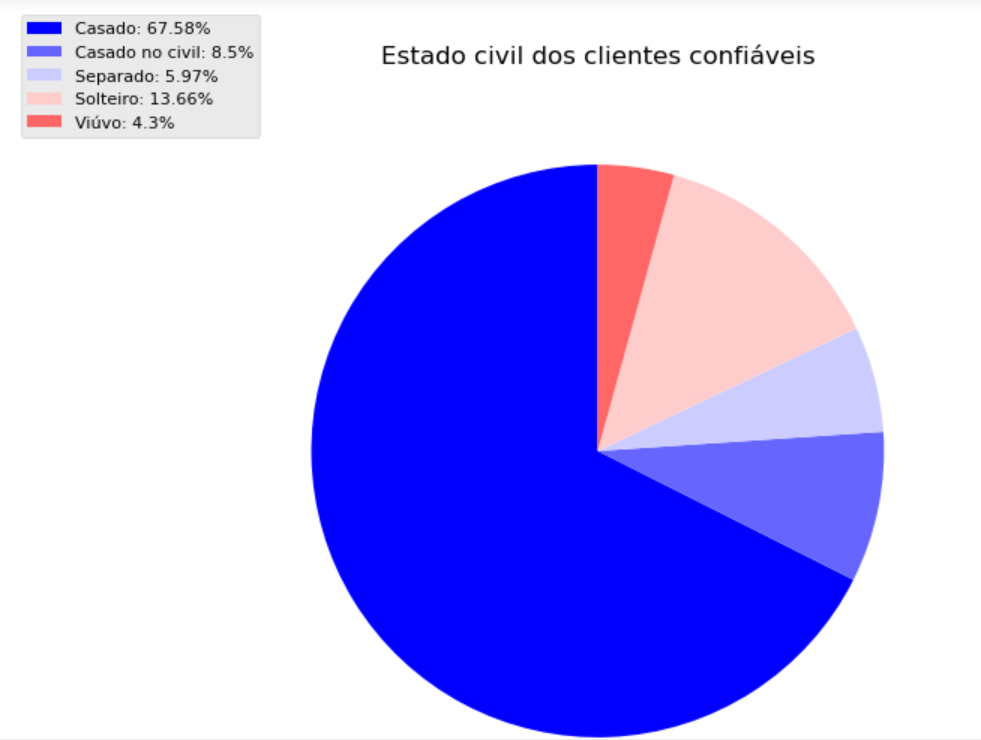 Casado: 67.58%
Casado no civil: 8.5%
Separado: 5.97%
Solteiro: 13.66%
Viúvo: 4.3%
Estado civil dos clientes confiáveis